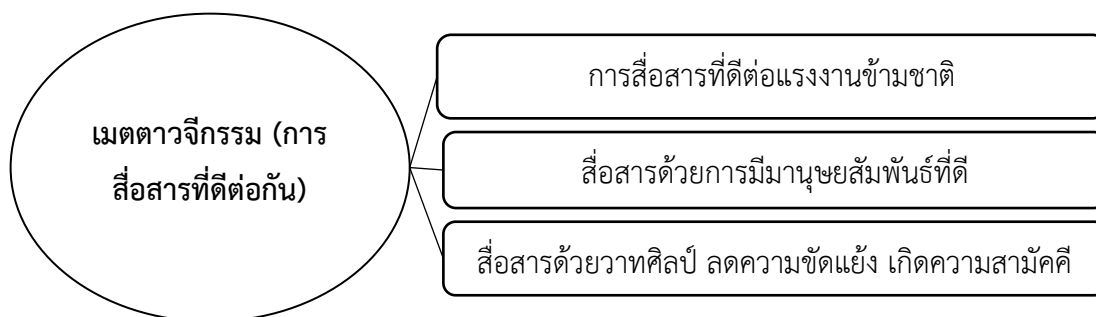 เมตตาวจีกรรม (การ
สื่อสารที่ดีต่อกัน)
การสื่อสารที่ดีต่อแรงงานข้ามชาติ
สื่อสารด้วยการมีมานุษยสัมพันธ์ที่ดี
สื่อสารด้วยวาทศิลป์ ลดความขัดแย้ง เกิดความสามัคคี